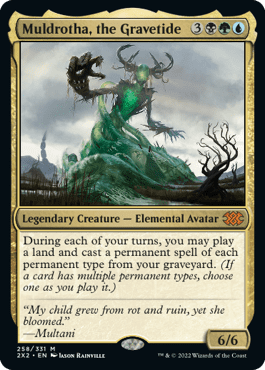 Muldrotha, the Gravetide 3
Legendary Creature — Elemental Avatar
During each of your turns, you may play
a land and cast a permanent spell of each
permanent type from your graveyard. (If
a card has multiple permanent types, choose
one as you play it.)
“My child grew from rot and ruin, yet she
bloomed.”
—Multani
6/6
258/331 M
2X2 • EN JASON RAINVILLE ™ & © 2022 Wizards of the Coast